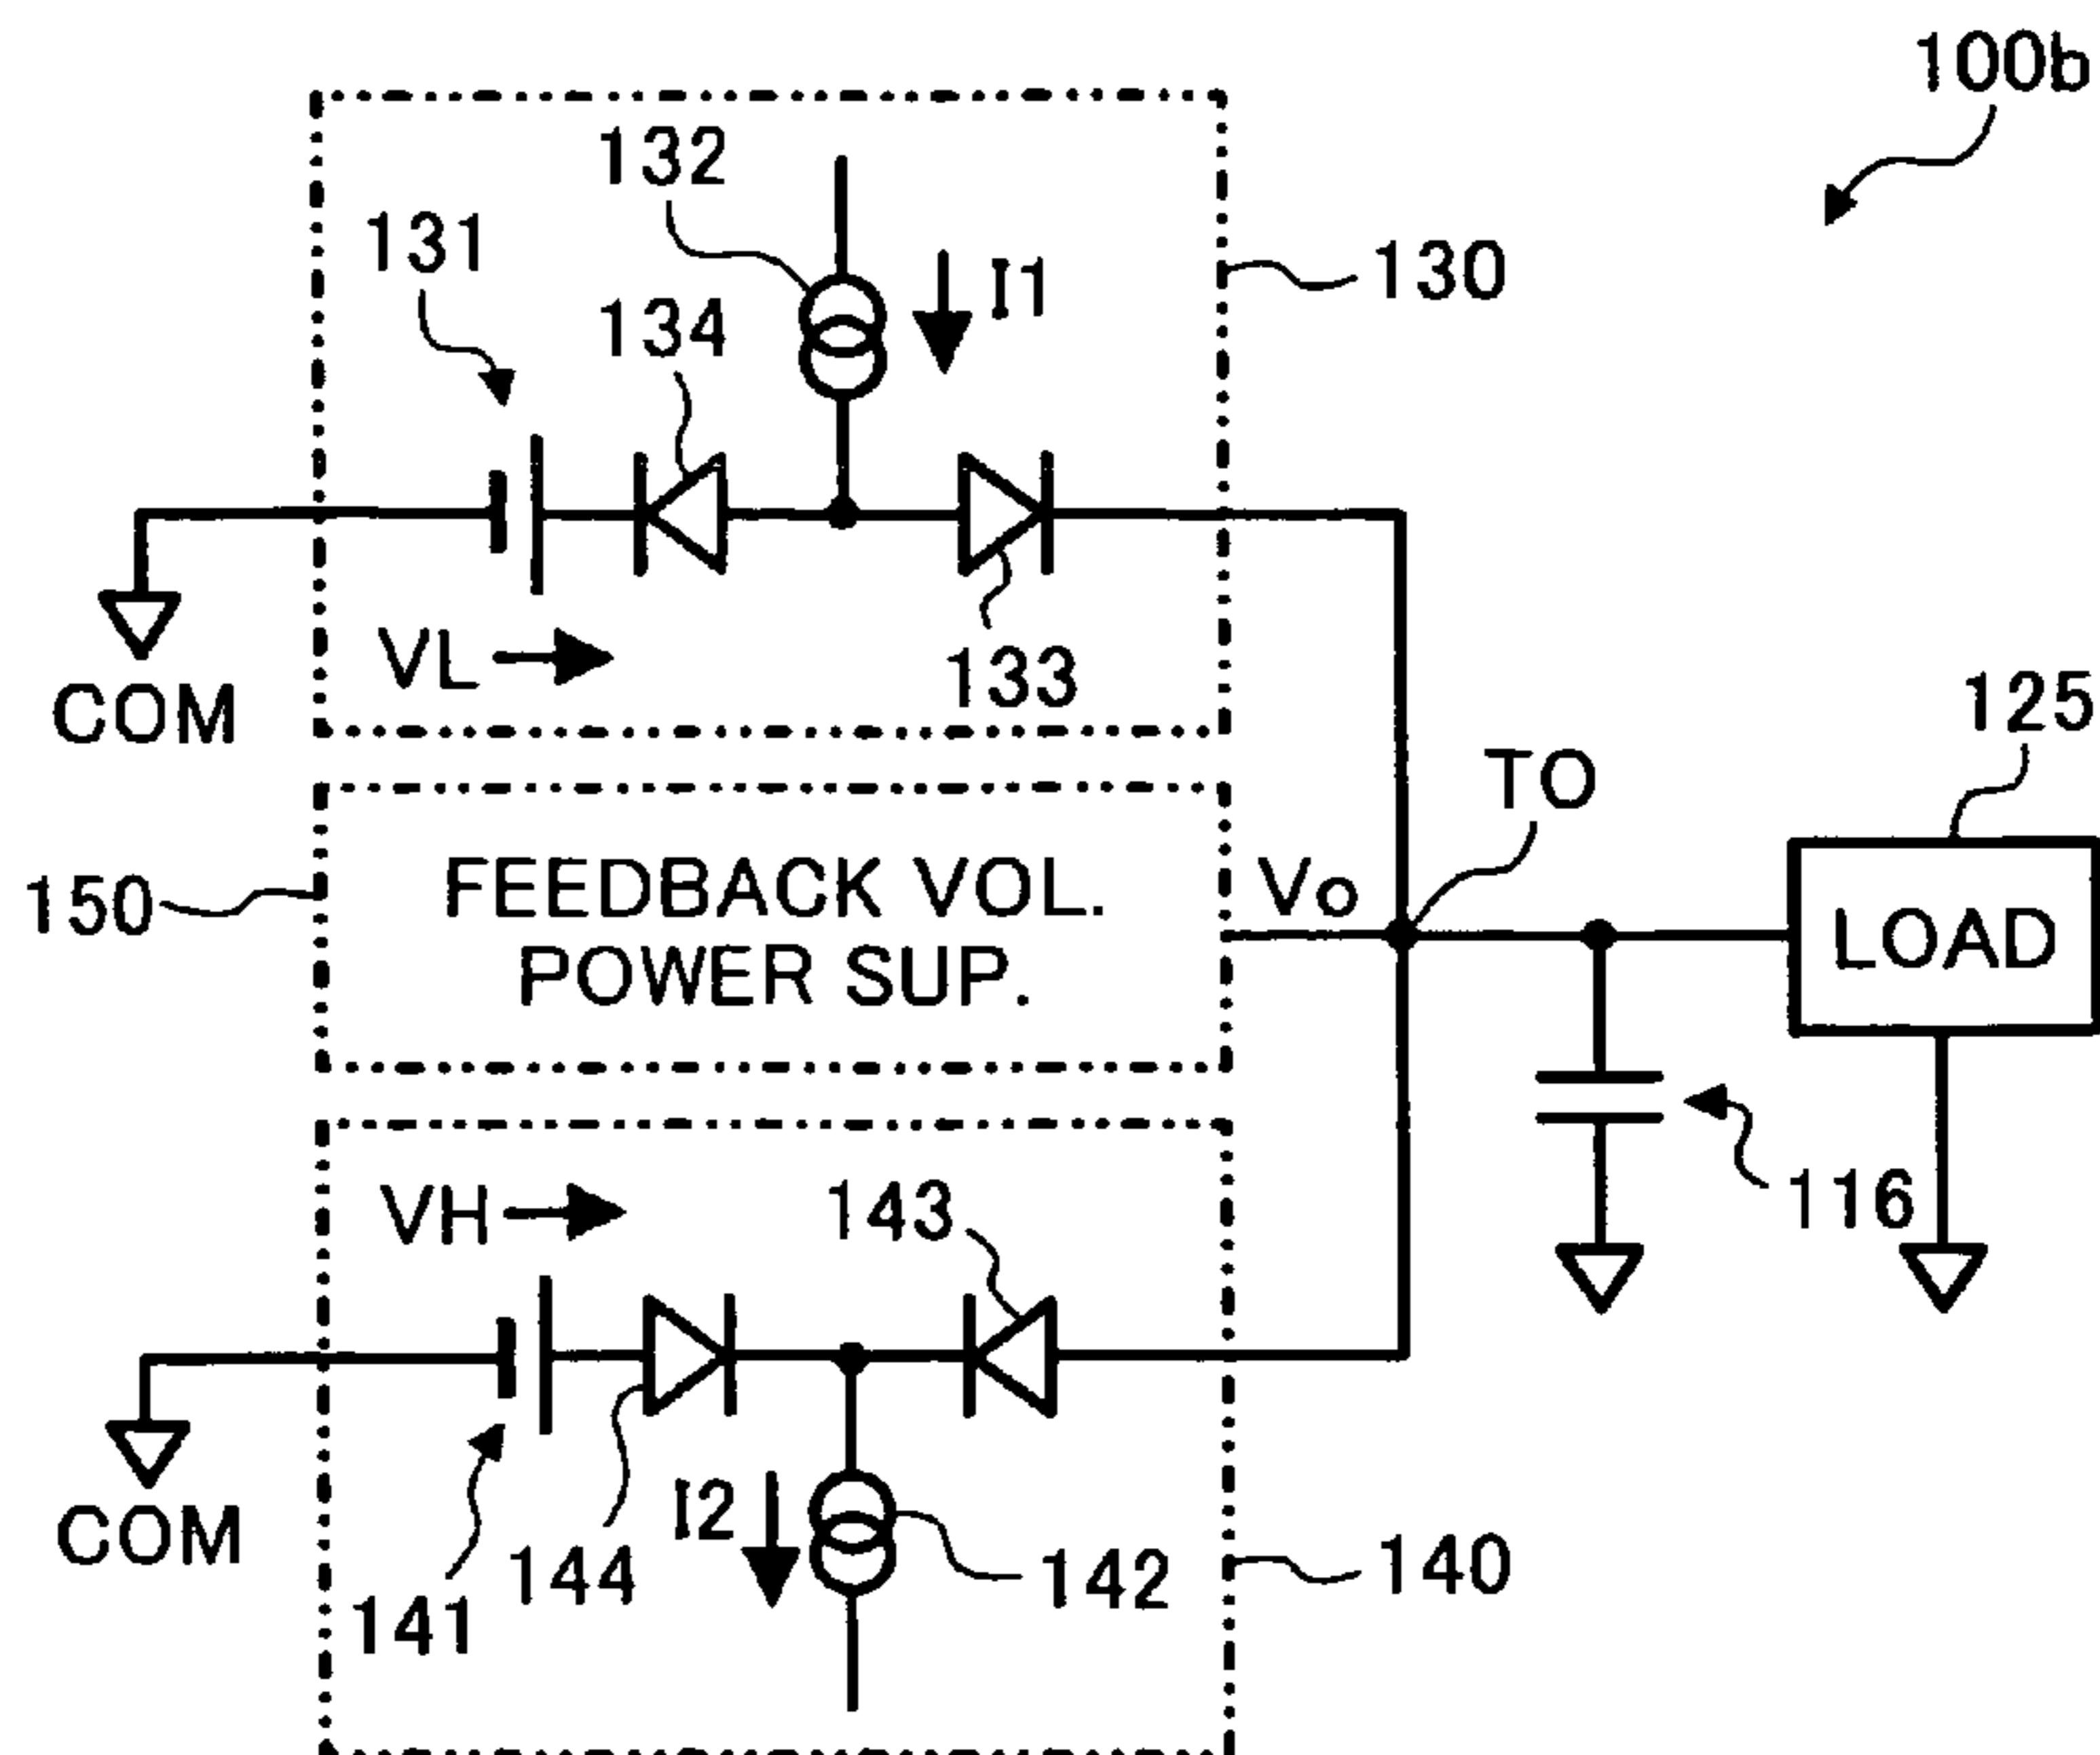 100b
132
131
I1
130
134
VL
133
COM
125
TO
150
FEEDBACK VOL.
POWER SUP.
Vo
LOAD
VH
143
116
I2
144
142
140
141
COM